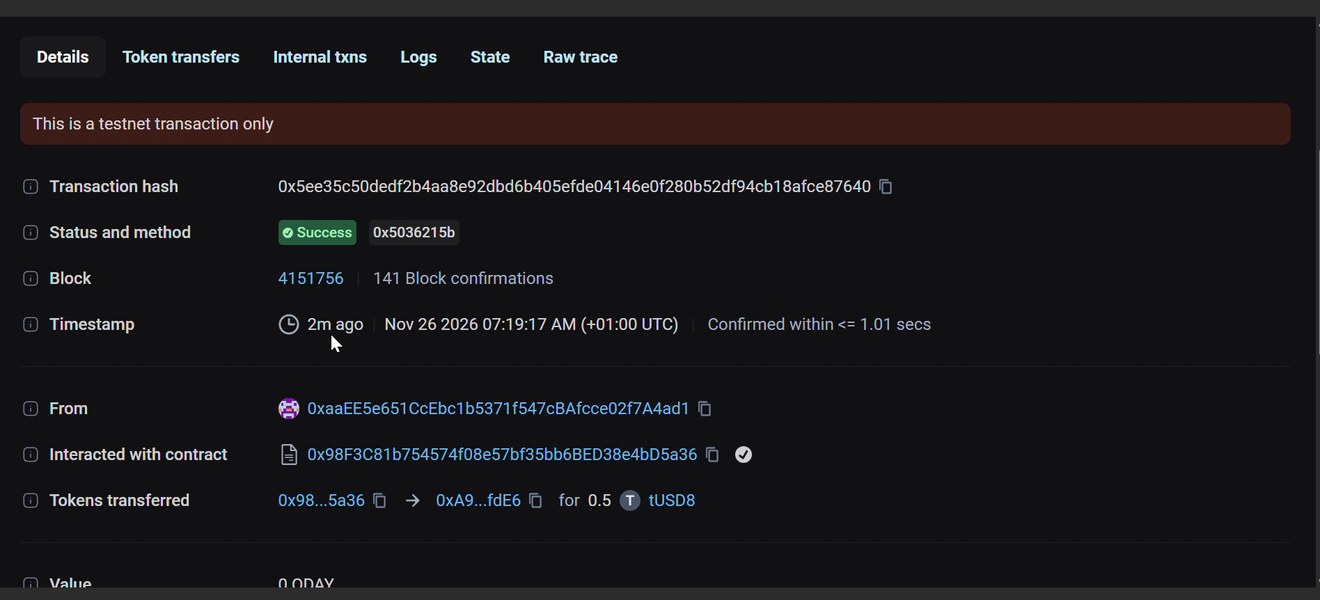 Details Token transfers Internal txns Logs State Raw trace
This is a testnet transaction only
Transaction hash 0x5ee35c50dedf2b4aa8e92dbd6b405efde04146e0f280b52df94cb18afce87640
Status and method Success 0x5036215b
Block 4151756 141 Block confirmations
Timestamp 2m ago Nov 26 2026 07:19:17 AM (+01:00 UTC) Confirmed within <= 1.01 secs
From 0xaaEE5e651CcEbc1b5371f547cBAfcce02f7A4ad1
Interacted with contract 0x98F3C81b754574f08e57bf35bb6BED38e4bD5a36
Tokens transferred 0x98...5a36 → 0xA9...fdE6 for 0.5 T tUSD8
Value 0 ODAY